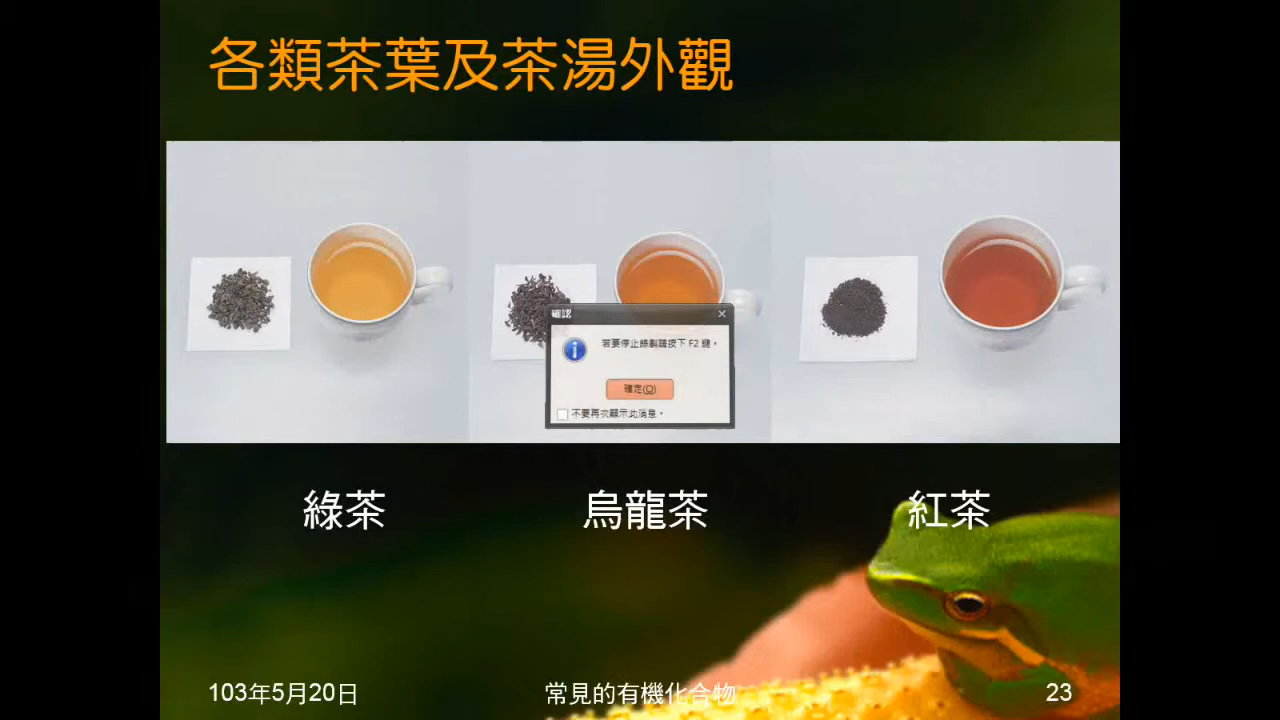 各類茶葉及茶湯外觀
確認
若要停止錄製請按下 F2 鍵。
確定(O)
不要再次顯示此消息。
綠茶
烏龍茶
紅茶
103年5月20日
常見的有機化合物
23